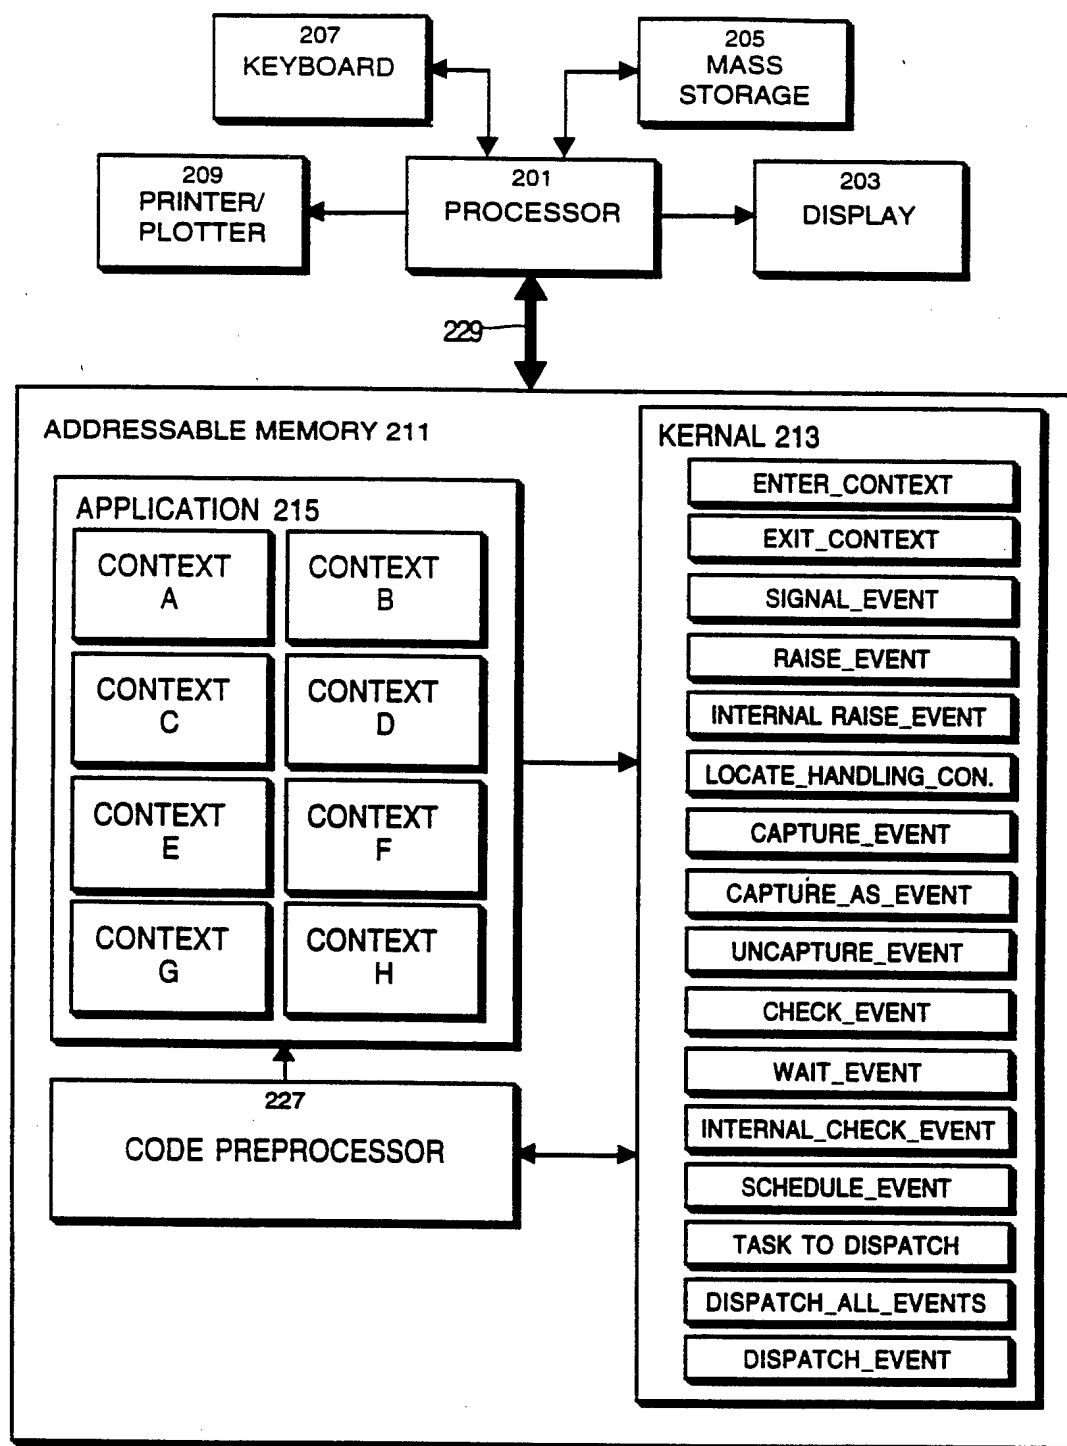 207
KEYBOARD
205
MASS
STORAGE
209
PRINTER/
PLOTTER
201
PROCESSOR
203
DISPLAY
229
ADDRESSABLE MEMORY 211
APPLICATION 215
CONTEXT
A
CONTEXT
B
CONTEXT
C
CONTEXT
D
CONTEXT
E
CONTEXT
F
CONTEXT
G
CONTEXT
H
227
CODE PREPROCESSOR
KERNAL 213
ENTER_CONTEXT
EXIT_CONTEXT
SIGNAL_EVENT
RAISE_EVENT
INTERNAL RAISE_EVENT
LOCATE_HANDLING_CON.
CAPTURE_EVENT
CAPTURE_AS_EVENT
UNCAPTURE_EVENT
CHECK_EVENT
WAIT_EVENT
INTERNAL_CHECK_EVENT
SCHEDULE_EVENT
TASK TO DISPATCH
DISPATCH_ALL_EVENTS
DISPATCH_EVENT